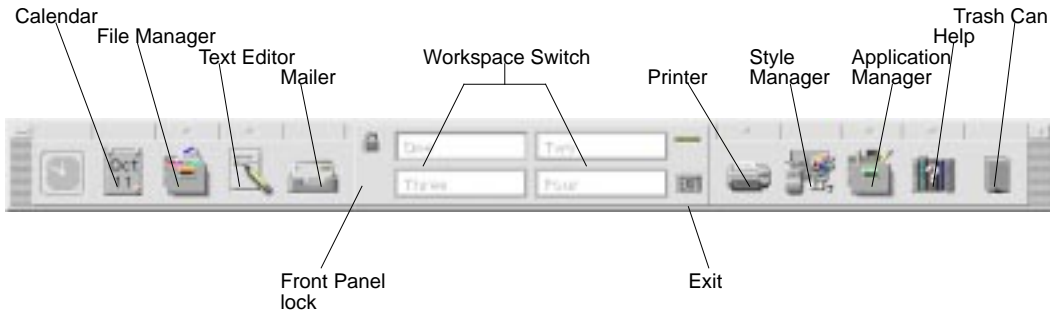 Calendar
File Manager
Text Editor
Mailer
Workspace Switch
Printer
Style
Manager
Application
Manager
Help
Trash Can
Oct
11
One
Two
Three
Four
EXIT
Front Panel
lock
Exit